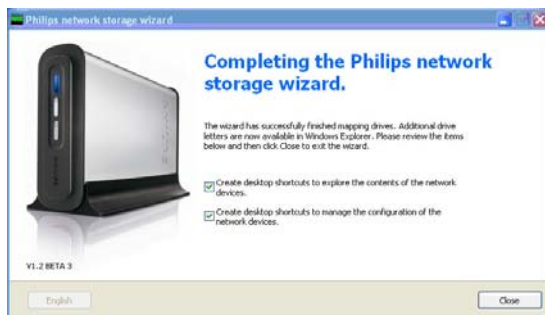 Philips network storage wizard
Completing the Philips network
storage wizard.
The wizard has successfully finished mapping drives. Additional drive
letters are now available in Windows Explorer. Please review the items
below and then click Close to exit the wizard.
Create desktop shortcuts to explore the contents of the network
devices.
Create desktop shortcuts to manage the configuration of the
network devices.
V1.2 BETA 3
English
Close